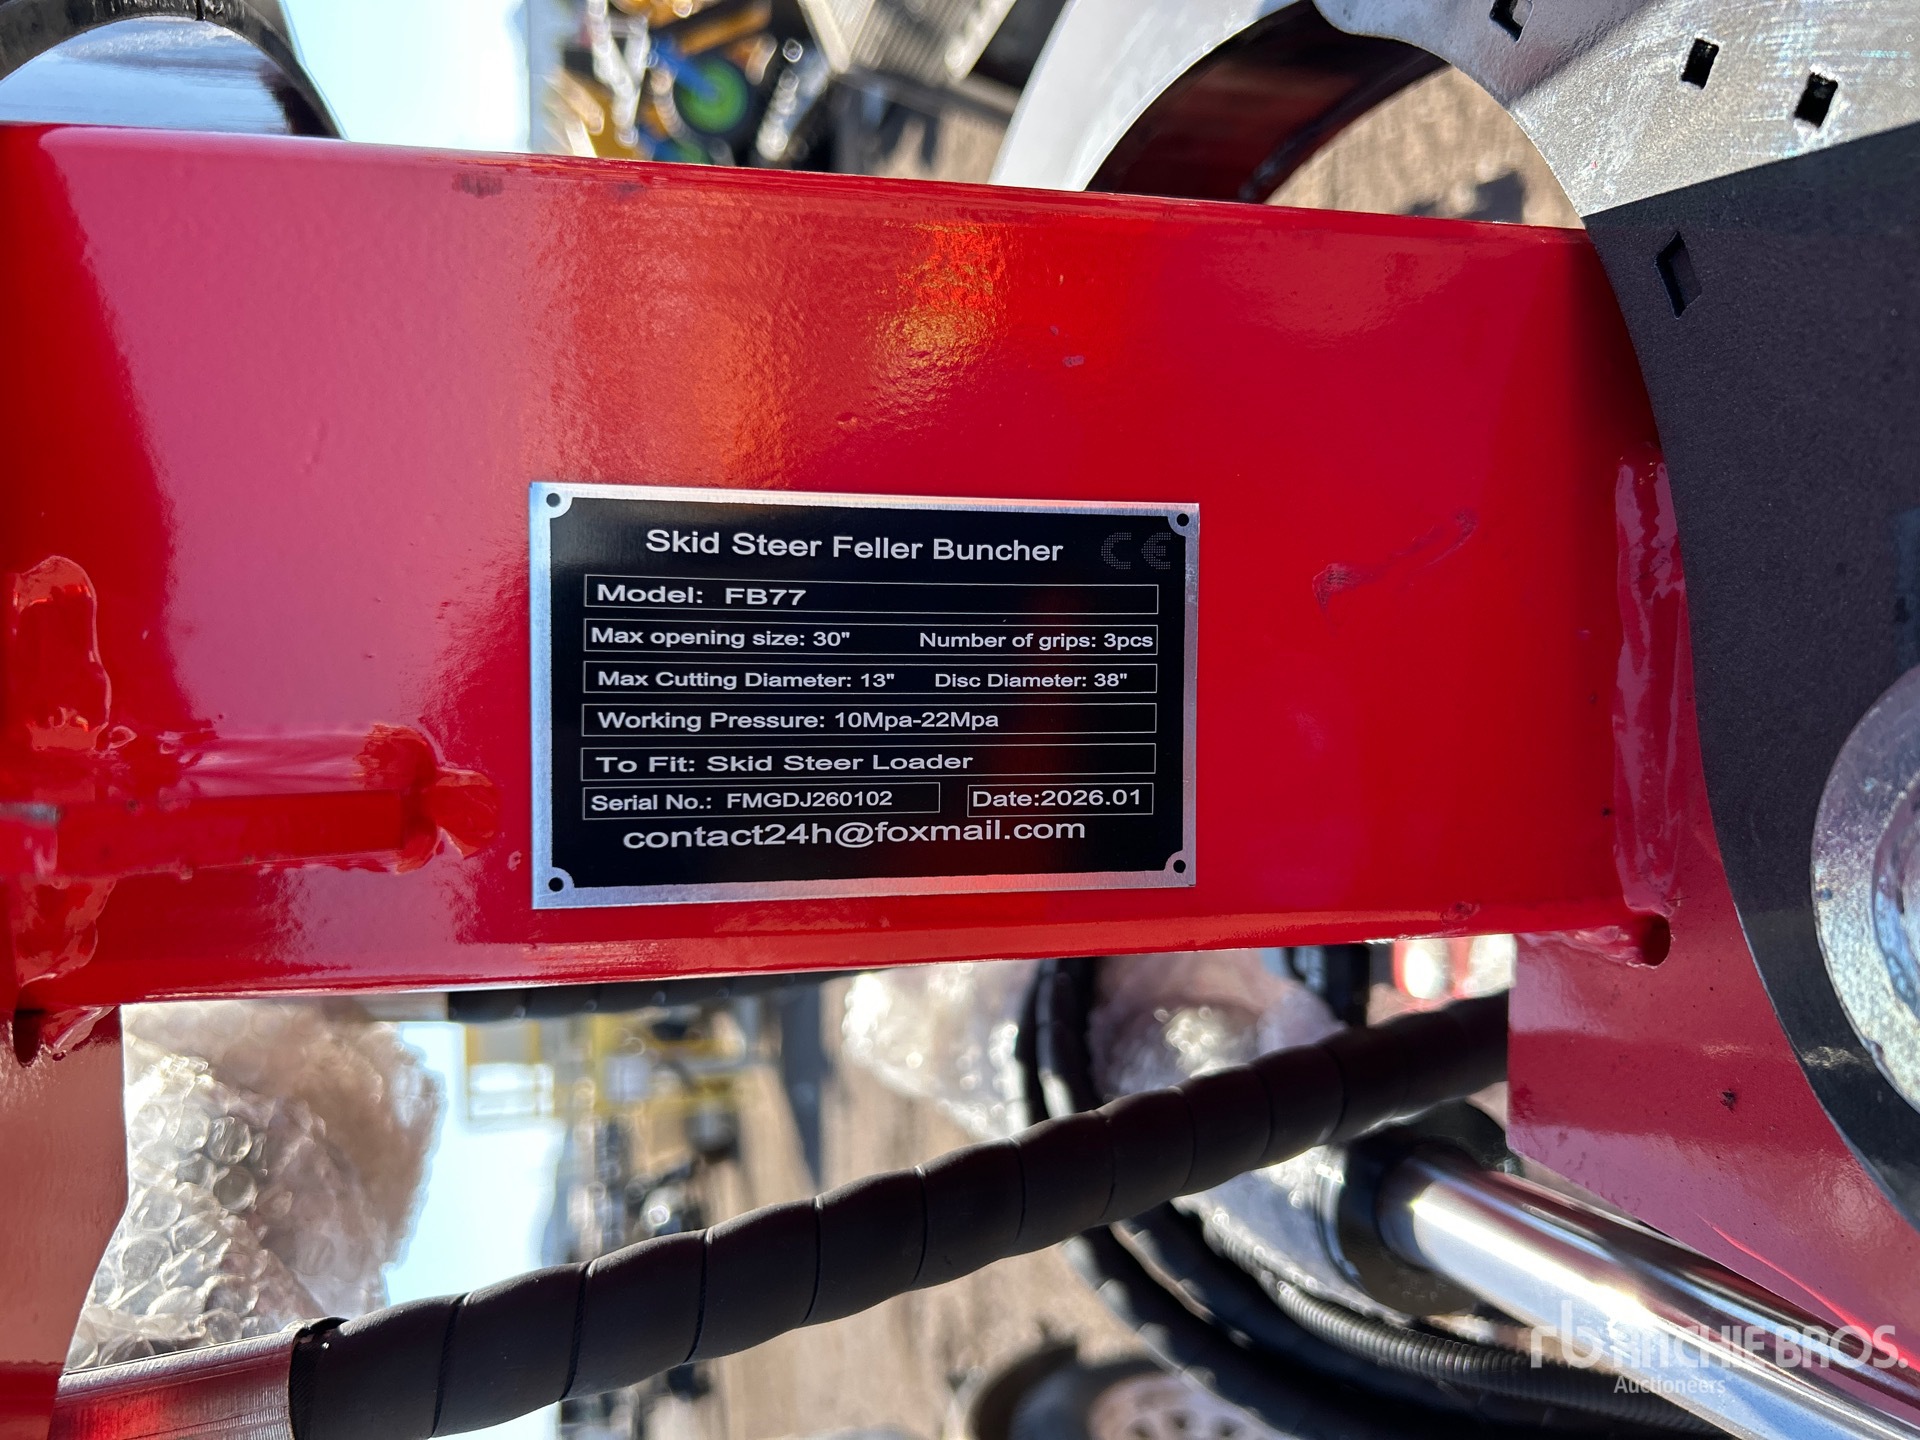 Skid Steer Feller Buncher CE
Model: FB77
Max opening size: 30" Number of grips: 3pcs
Max Cutting Diameter: 13" Disc Diameter: 38"
Working Pressure: 10Mpa-22Mpa
To Fit: Skid Steer Loader
Serial No.: FMGDJ260102 Date:2026.01
contact24h@foxmail.com
rb RITCHIE BROS.
Auctioneers